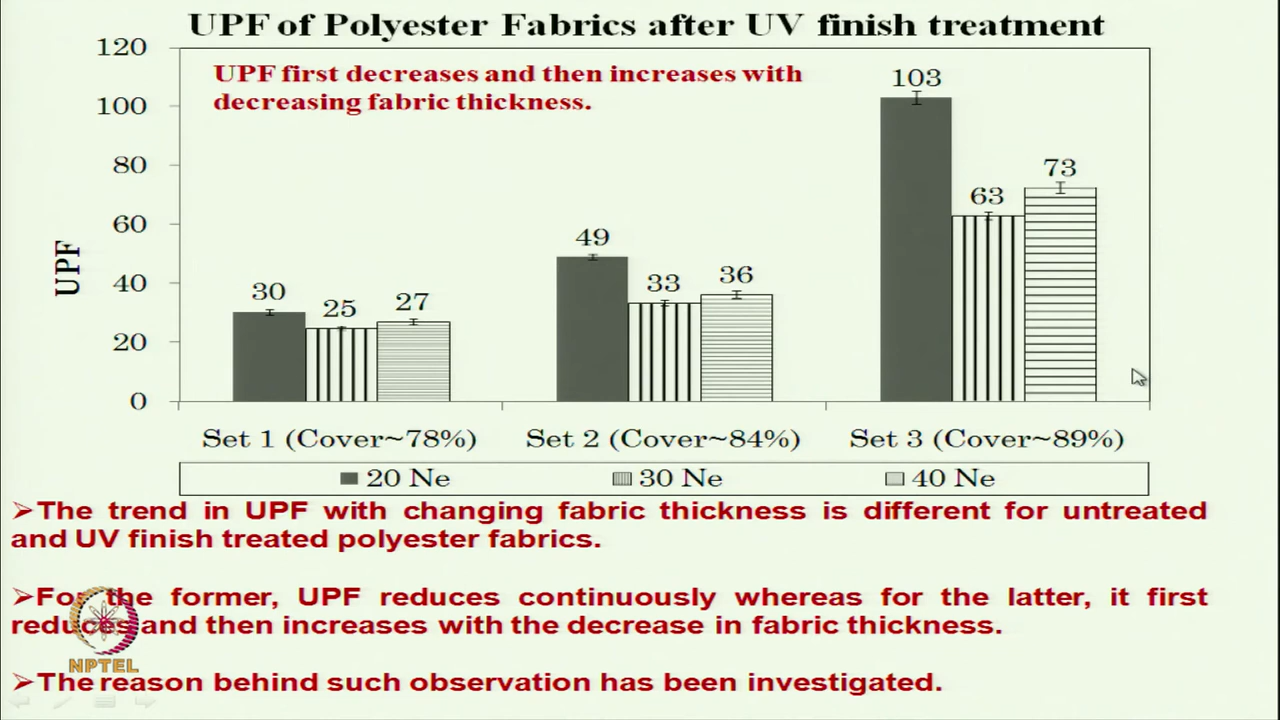 UPF of Polyester Fabrics after UV finish treatment
UPF first decreases and then increases with
decreasing fabric thickness.
UPF
120
100
80
60
40
20
0
30
25
27
49
33
36
103
63
73
Set 1 (Cover~78%)
Set 2 (Cover~84%)
Set 3 (Cover~89%)
20 Ne
30 Ne
40 Ne
➢The trend in UPF with changing fabric thickness is different for untreated
and UV finish treated polyester fabrics.
➢For the former, UPF reduces continuously whereas for the latter, it first
reduces and then increases with the decrease in fabric thickness.
NPTEL
➢The reason behind such observation has been investigated.